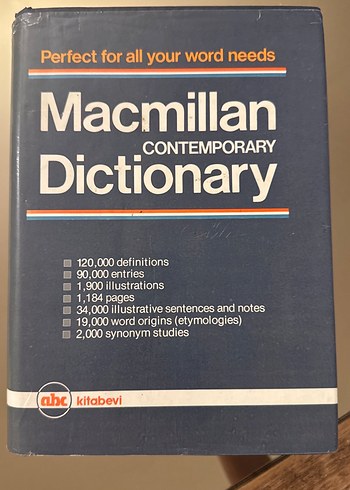 Perfect for all your word needs
Macmillan
CONTEMPORARY
Dictionary
120,000 definitions
90,000 entries
1,900 illustrations
1,184 pages
34,000 illustrative sentences and notes
19,000 word origins (etymologies)
2,000 synonym studies
abc kitabevi